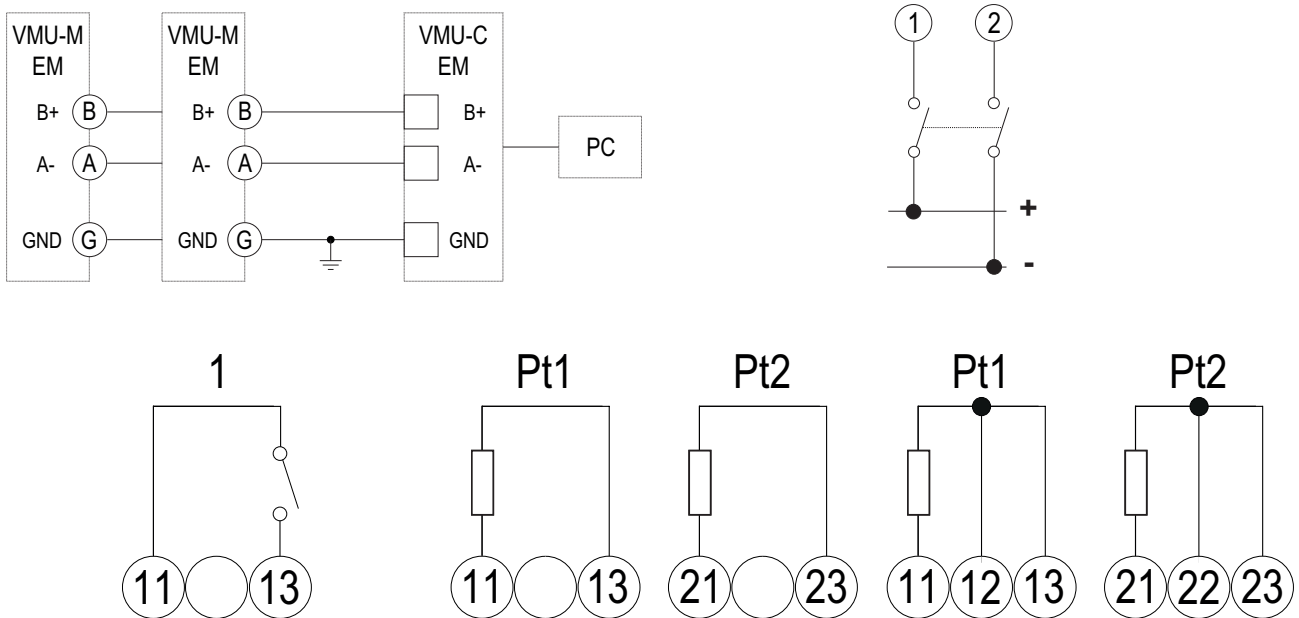 VMU-M
EM
VMU-M
EM
VMU-C
EM
B+ B B+ B B+
A- A A- A A-
GND G GND G GND
PC
1 2
+
-
1
11 13
Pt1
11 13
Pt2
21 23
Pt1
11 12 13
Pt2
21 22 23